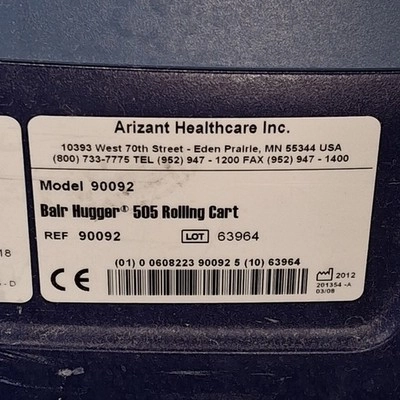 Arizant Healthcare Inc.
10393 West 70th Street - Eden Prairie, MN 55344 USA
(800) 733-7775 TEL (952) 947 - 1200 FAX (952) 947 - 1400
Model 90092
Bair Hugger® 505 Rolling Cart
REF 90092 LOT 63964
(01) 0 0608223 90092 5 (10) 63964
CE
2012
201354 -A
03/08
18
- D